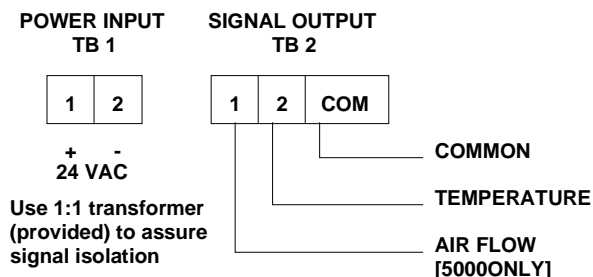 POWER INPUT
TB 1
SIGNAL OUTPUT
TB 2
1 2
1 2 COM
+ -
24 VAC
Use 1:1 transformer
(provided) to assure
signal isolation
COMMON
TEMPERATURE
AIR FLOW
[5000ONLY]